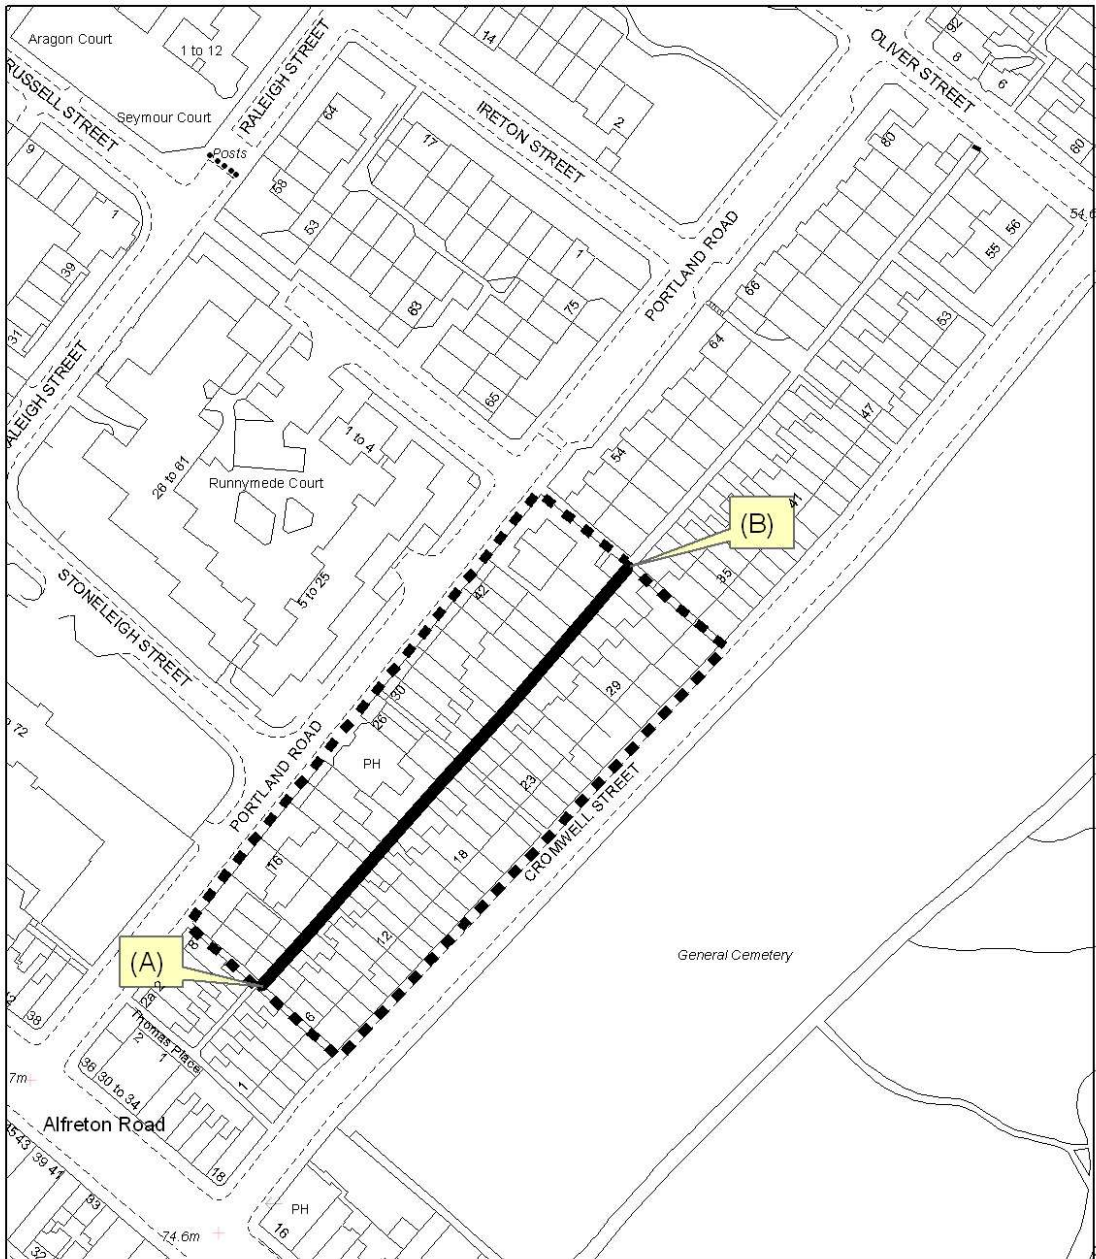 Aragon Court
1 to 12
RUSSELL STREET
Seymour Court
RALEIGH STREET
Posts
14
2
IRETON STREET
OLIVER STREET
92
8
6
60
64
17
58
53
63
1
75
65
9
1
39
31
80
66
64
54
PORTLAND ROAD
54.6
56
55
53
47
41
35
RALEIGH STREET
1 to 4
26 to 61
Runnymede Court
5 to 25
STONELEIGH STREET
72
(B)
42
30
26
PH
29
23
18
12
16
8
6
PORTLAND ROAD
CROMWELL STREET
General Cemetery
(A)
2a
2
Thomas Place
2
1
1
36
30 to 34
38
7m
Alfreton Road
45
43
39
41
33
32
18
PH
16
74.6m